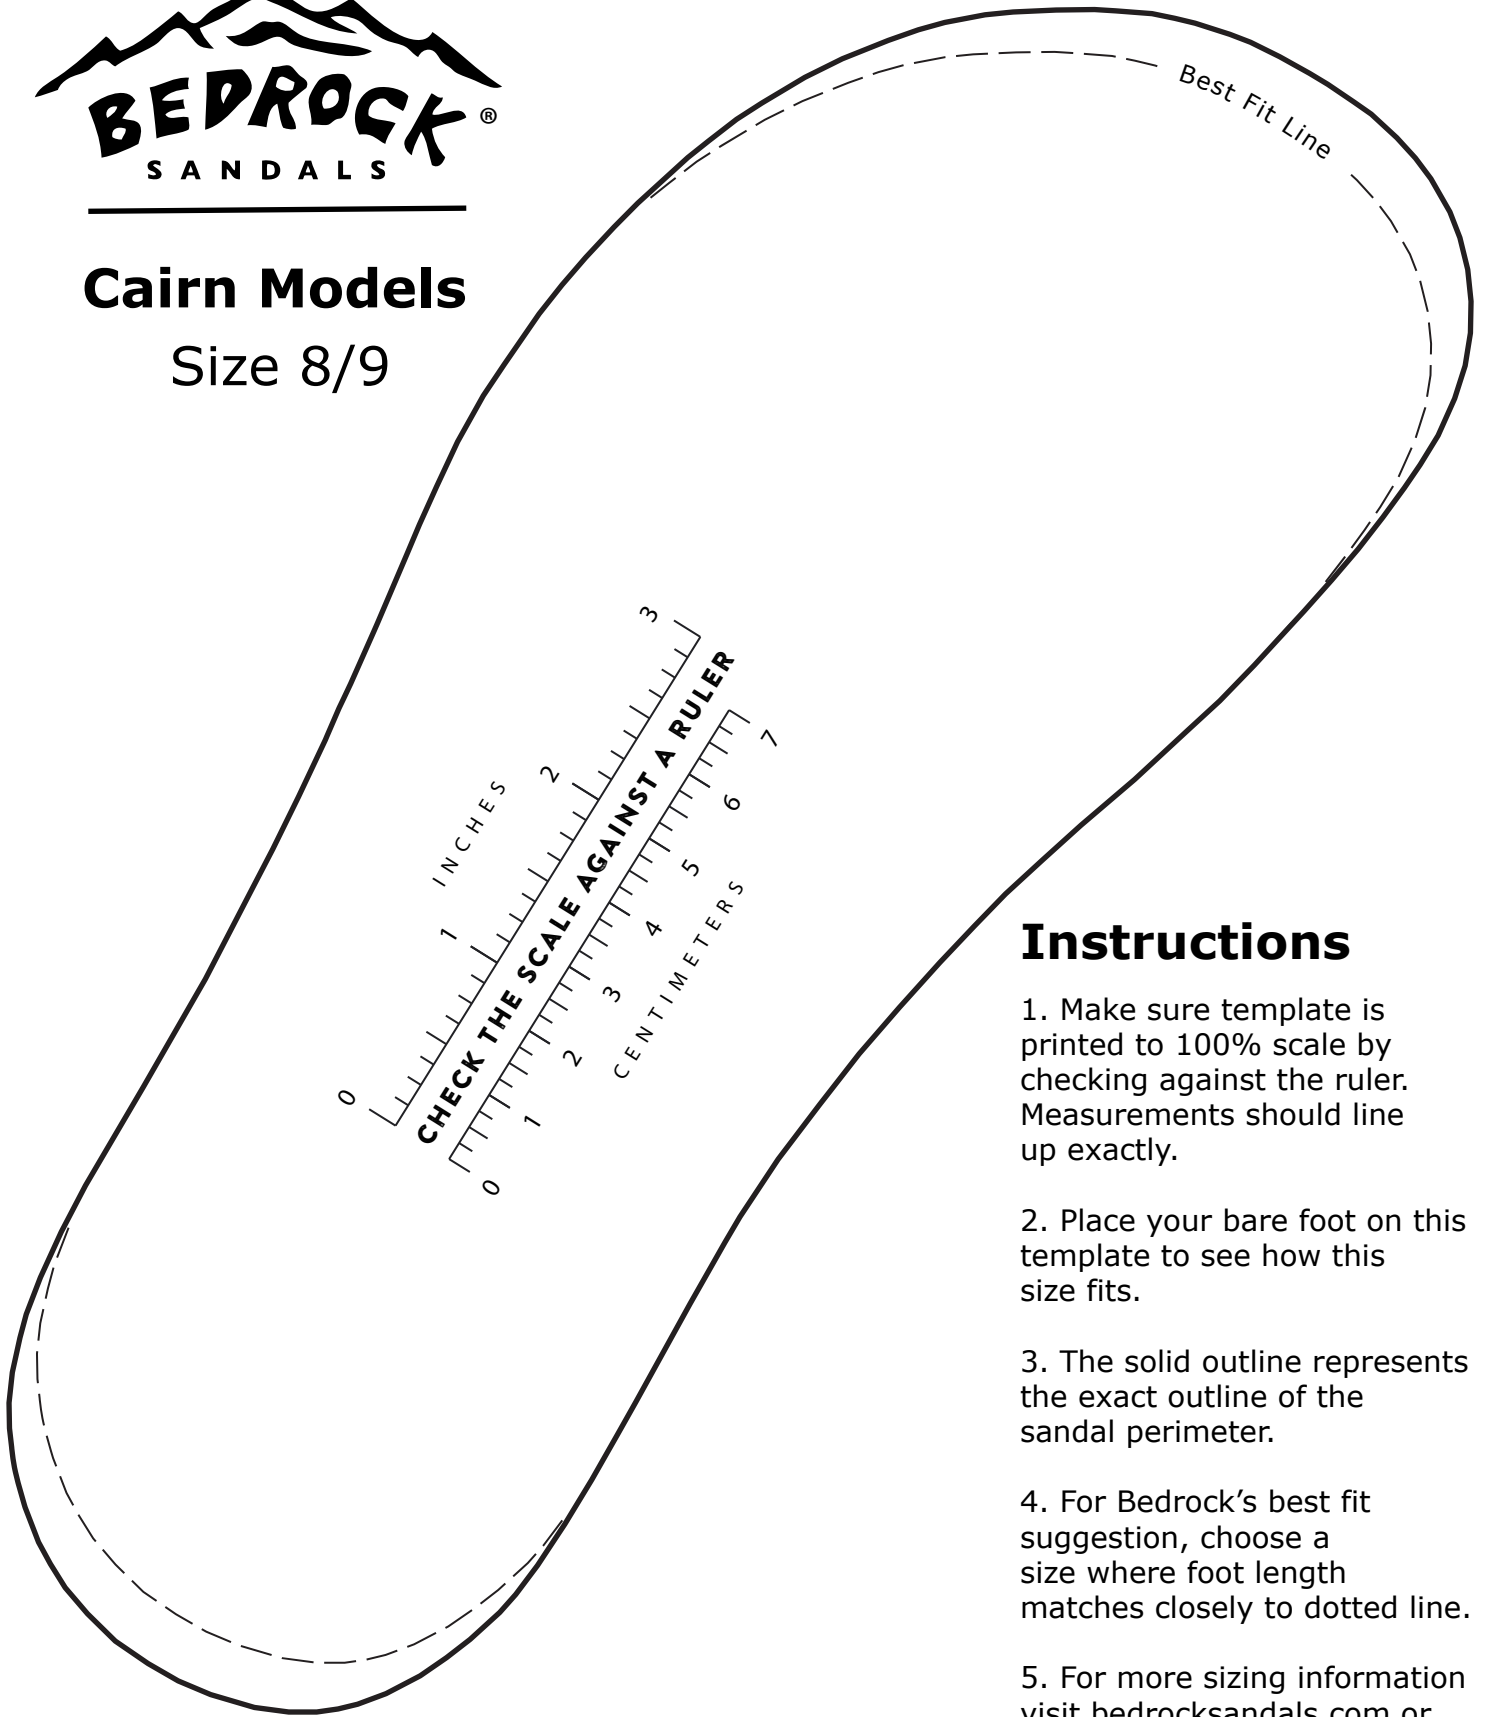 BEDROCK®
SANDALS
Cairn Models
Size 8/9
Best Fit Line
INCHES
0 1 2 3
CHECK THE SCALE AGAINST A RULER
0 1 2 3 4 5 6 7
CENTIMETERS
Instructions
1. Make sure template is
printed to 100% scale by
checking against the ruler.
Measurements should line
up exactly.
2. Place your bare foot on this
template to see how this
size fits.
3. The solid outline represents
the exact outline of the
sandal perimeter.
4. For Bedrock’s best fit
suggestion, choose a
size where foot length
matches closely to dotted line.
5. For more sizing information
visit bedrocksandals.com or